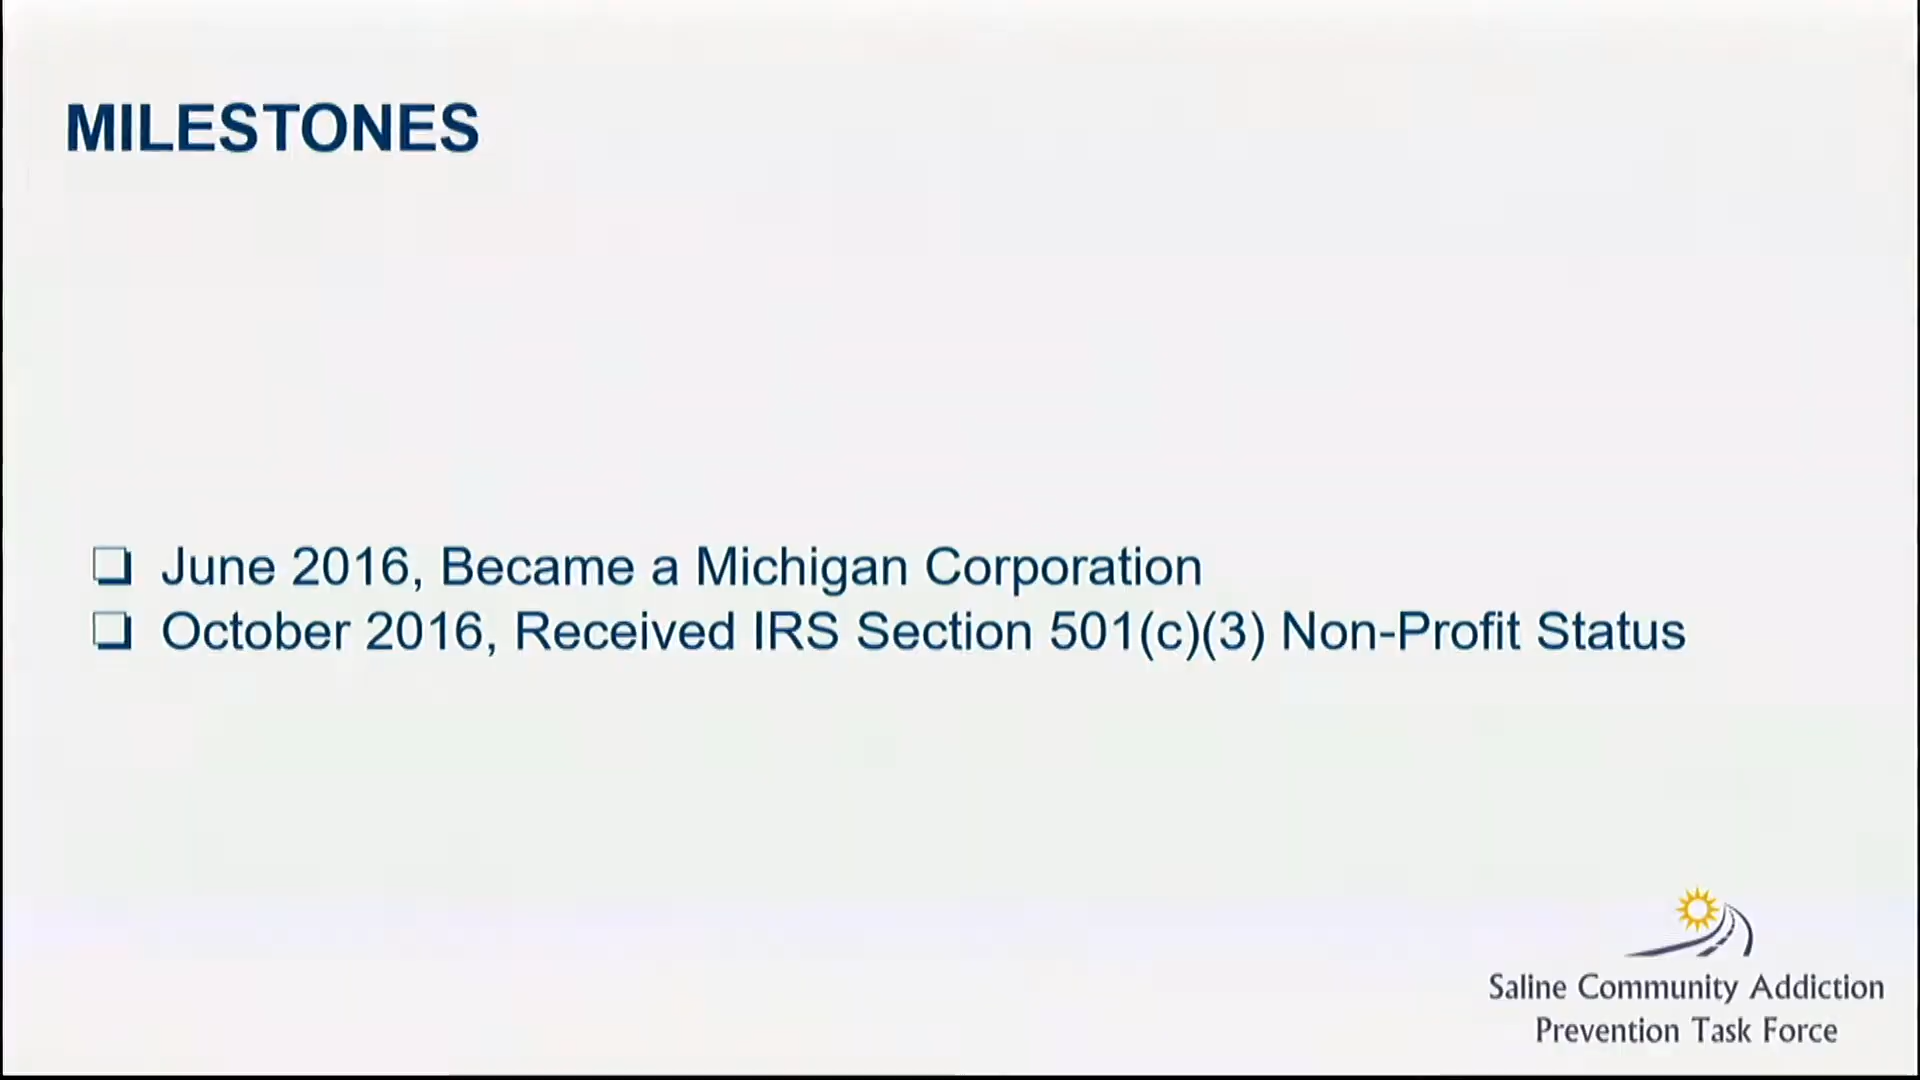 MILESTONES
❑ June 2016, Became a Michigan Corporation
❑ October 2016, Received IRS Section 501(c)(3) Non-Profit Status
Saline Community Addiction
Prevention Task Force